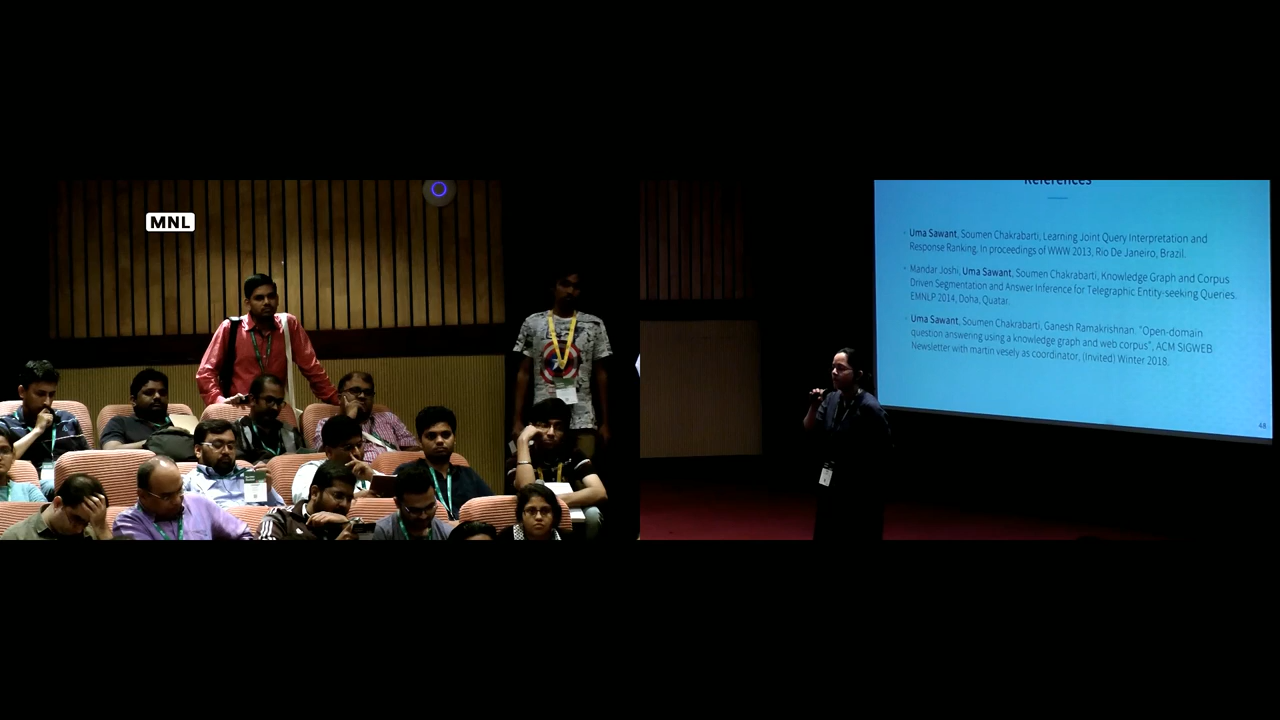 MNL
References
Uma Sawant, Soumen Chakrabarti, Learning Joint Query Interpretation and
Response Ranking. In proceedings of WWW 2013, Rio De Janeiro, Brazil.
Mandar Joshi, Uma Sawant, Soumen Chakrabarti, Knowledge Graph and Corpus
Driven Segmentation and Answer Inference for Telegraphic Entity-seeking Queries.
EMNLP 2014, Doha, Quatar.
Uma Sawant, Soumen Chakrabarti, Ganesh Ramakrishnan. "Open-domain
question answering using a knowledge graph and web corpus", ACM SIGWEB
Newsletter with martin vesely as coordinator, (Invited) Winter 2018.
48